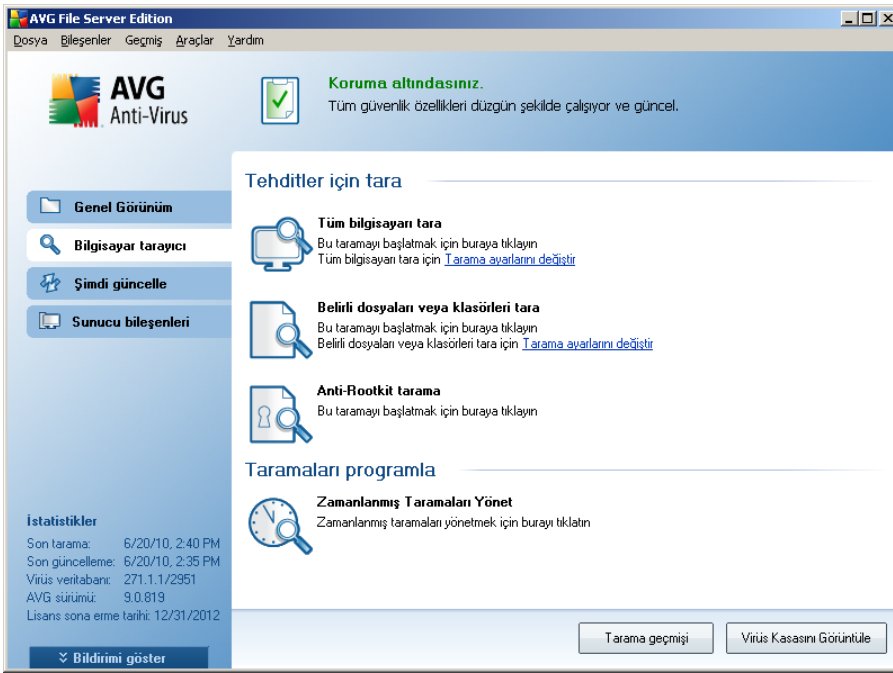 AVG File Server Edition
Dosya Bileşenler Geçmiş Araçlar Yardım
AVG
Anti-Virus
Koruma altındasınız.
Tüm güvenlik özellikleri düzgün şekilde çalışıyor ve güncel.
Genel Görünüm
Bilgisayar tarayıcı
Şimdi güncelle
Sunucu bileşenleri
Tehditler için tara
Tüm bilgisayarı tara
Bu taramayı başlatmak için buraya tıklayın
Tüm bilgisayarı tara için Tarama ayarlarını değiştir
Belirli dosyaları veya klasörleri tara
Bu taramayı başlatmak için buraya tıklayın
Belirli dosyaları veya klasörleri tara için Tarama ayarlarını değiştir
Anti-Rootkit tarama
Bu taramayı başlatmak için buraya tıklayın
Taramaları programla
Zamanlanmış Taramaları Yönet
Zamanlanmış taramaları yönetmek için burayı tıklatın
İstatistikler
Son tarama: 6/20/10, 2:40 PM
Son güncelleme: 6/20/10, 2:35 PM
Virüs veritabanı: 271.1.1/2951
AVG sürümü: 9.0.819
Lisans sona erme tarihi: 12/31/2012
Bildirimi göster
Tarama geçmişi
Virüs Kasasını Görüntüle